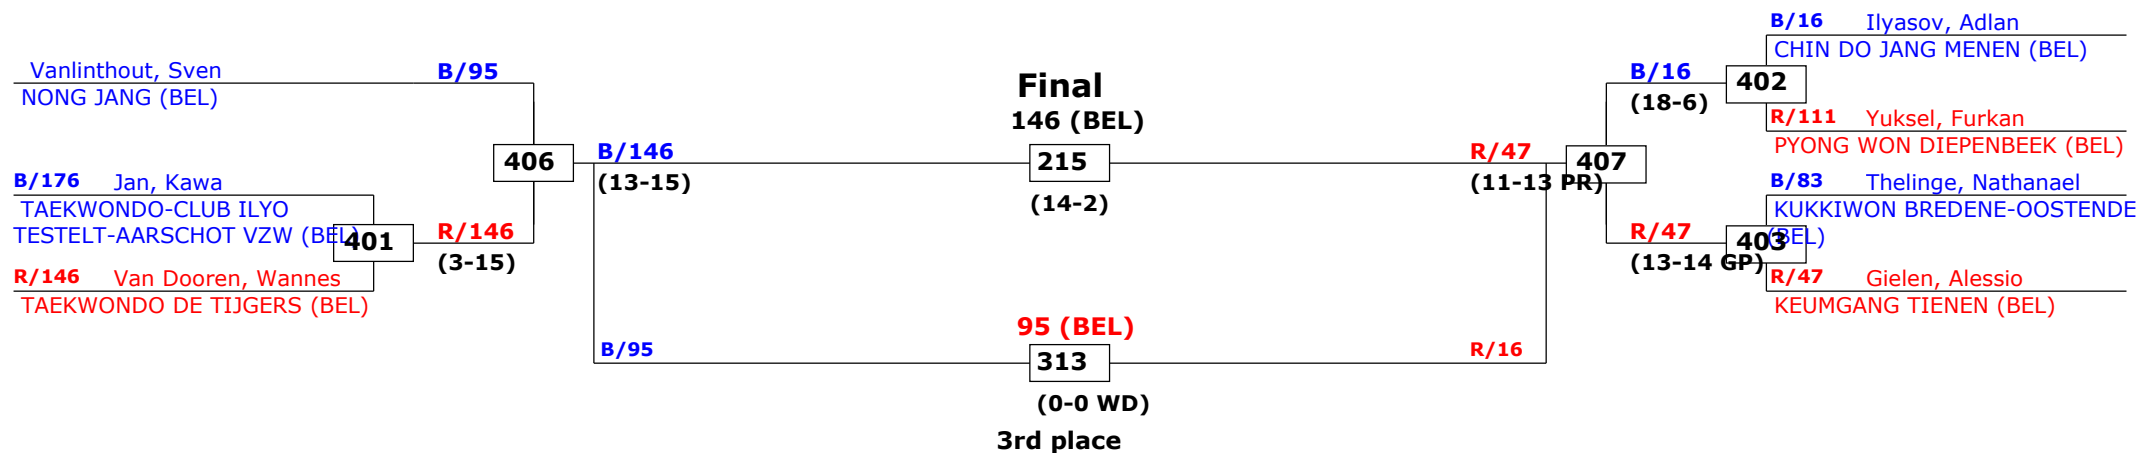 Vanlinthout, Sven
NONG JANG (BEL)
B/95
B/176 Jan, Kawa
TAEKWONDO-CLUB ILYO
TESTELT-AARSCHOT VZW (BEL)
401
R/146 Van Dooren, Wannes
TAEKWONDO DE TIJGERS (BEL)
R/146
(3-15)
406
B/146
(13-15)
Final
146 (BEL)
215
(14-2)
B/95
95 (BEL)
313
(0-0 WD)
3rd place
R/16
R/47
(11-13 PR)
407
B/16
(18-6)
R/47
(13-14 GP)
B/16 Ilyasov, Adlan
CHIN DO JANG MENEN (BEL)
402
R/111 Yuksel, Furkan
PYONG WON DIEPENBEEK (BEL)
B/83 Thelinge, Nathanael
KUKKIWON BREDENE-OOSTENDE
(BEL)
403
R/47 Gielen, Alessio
KEUMGANG TIENEN (BEL)